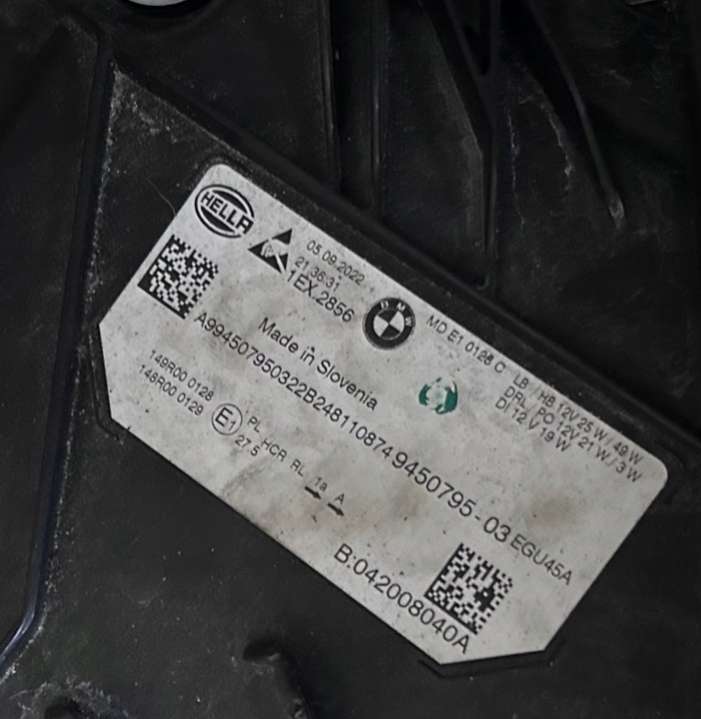 HELLA
05.09.2022
21:36:31
1EX.2856
BMW
MD E1 0128 C
LB / HB 12V 25 W / 49 W
DRL / PO 12V 21 W / 3 W
DI 12 V 19 W
Made in Slovenia
A994507950322B2481108749450795-03 EGU45A
149R00 0128
148R00 0129
E1
PL HCR RL 1a A
27.5
B:042008040A